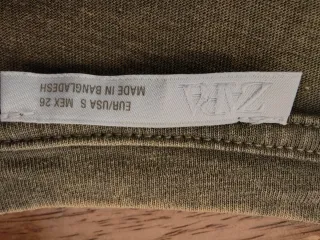 ZARA
EUR/USA S MEX 26
MADE IN BANGLADESH